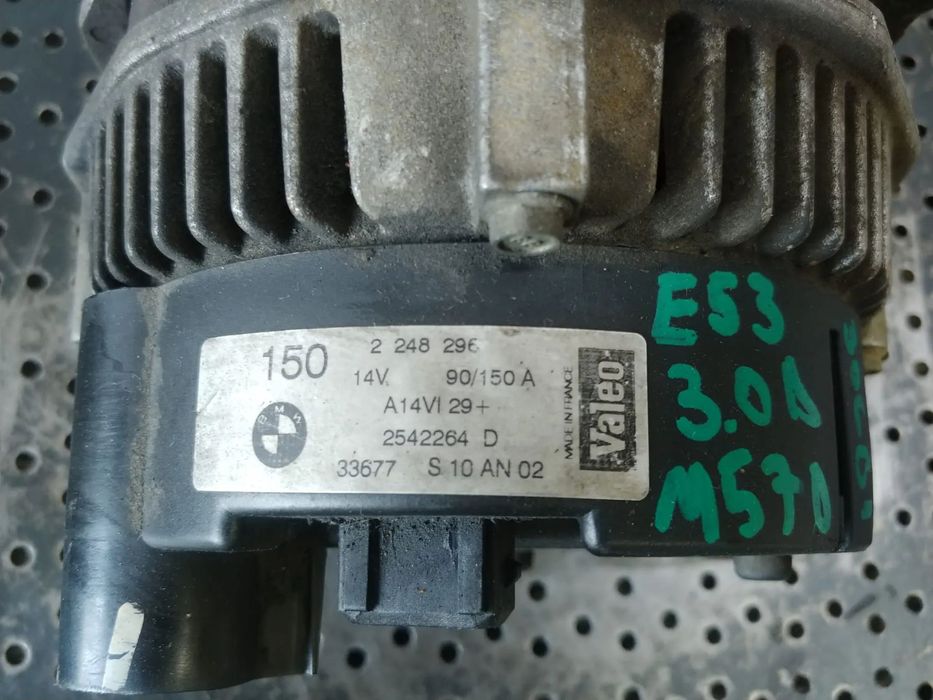 150 2 248 296
14V 90/150 A
A14VI 29+
BMW
2542264 D
33677 S 10 AN 02
MADE IN FRANCE
Valeo
E53
3.0D
M57D